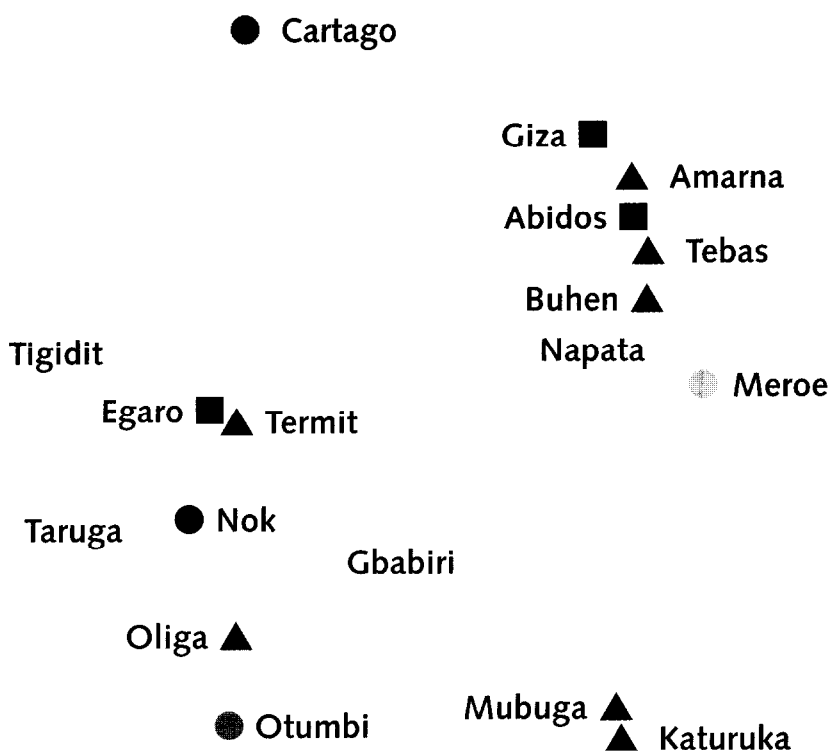 Cartago
Giza
Amarna
Abidos
Tebas
Buhen
Napata
Tigidit
Meroe
Egaro
Termit
Nok
Taruga
Gbabiri
Oliga
Mubuga
Otumbi
Katuruka